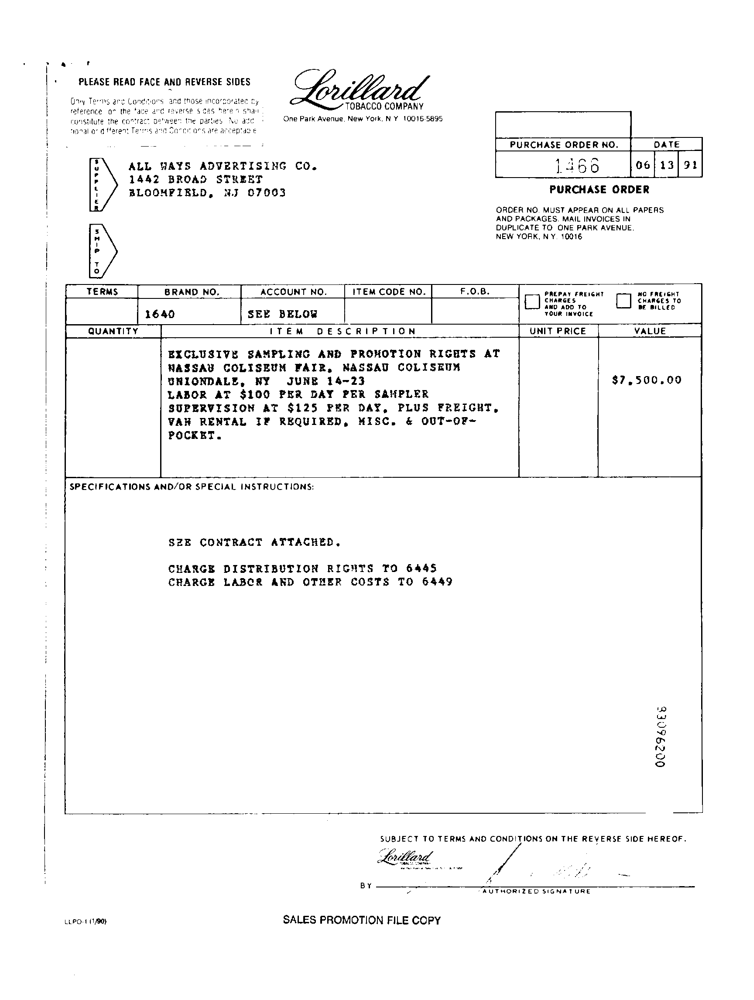 PLEASE READ FACE AND REVERSE SIDES
Only Terms and Conditions and those incorporated by
reference on the face and reverse sides herein shall
constitute the contract between the parties. No addi-
tional or different Terms and Conditions are acceptable
Lorillard
TOBACCO COMPANY
One Park Avenue, New York, N.Y. 10016-5895
PURCHASE ORDER NO. DATE
1466 06 13 91
PURCHASE ORDER
ORDER NO. MUST APPEAR ON ALL PAPERS
AND PACKAGES. MAIL INVOICES IN
DUPLICATE TO ONE PARK AVENUE,
NEW YORK, N.Y. 10016
SUPPLIER
ALL WAYS ADVERTISING CO.
1442 BROAD STREET
BLOOMFIELD, NJ 07003
SHIP TO
TERMS BRAND NO. ACCOUNT NO. ITEM CODE NO. F.O.B.
PREPAY FREIGHT
CHARGES
AND ADD TO
YOUR INVOICE
NO FREIGHT
CHARGES TO
BE BILLED
1640 SEE BELOW
QUANTITY ITEM DESCRIPTION UNIT PRICE VALUE
EXCLUSIVE SAMPLING AND PROMOTION RIGHTS AT
NASSAU COLISEUM FAIR, NASSAU COLISEUM
UNIONDALE, NY JUNE 14-23 $7,500.00
LABOR AT $100 PER DAY PER SAMPLER
SUPERVISION AT $125 PER DAY, PLUS FREIGHT,
VAN RENTAL IF REQUIRED, MISC. & OUT-OF-
POCKET.
SPECIFICATIONS AND/OR SPECIAL INSTRUCTIONS:
SEE CONTRACT ATTACHED.
CHARGE DISTRIBUTION RIGHTS TO 6445
CHARGE LABOR AND OTHER COSTS TO 6449
93096200
SUBJECT TO TERMS AND CONDITIONS ON THE REVERSE SIDE HEREOF.
Lorillard
BY
AUTHORIZED SIGNATURE
LLPO-1 (1/90)
SALES PROMOTION FILE COPY